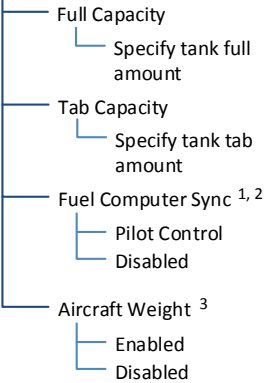 Full Capacity
Specify tank full
amount
Tab Capacity
Specify tank tab
amount
Fuel Computer Sync 1, 2
Pilot Control
Disabled
Aircraft Weight 3
Enabled
Disabled